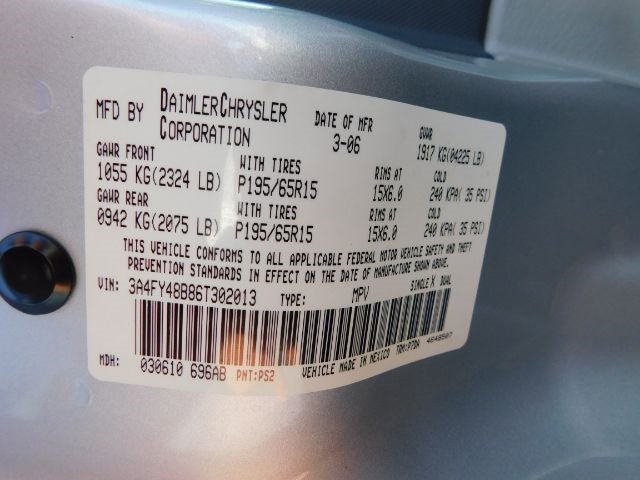 MFD BY DAIMLERCHRYSLER CORPORATION DATE OF MFR 3-06 GVWR 1917 KG(04225 LB)
GAWR FRONT WITH TIRES RIMS AT COLD
1055 KG(2324 LB) P195/65R15 15X6.0 240 KPA( 35 PSI)
GAWR REAR WITH TIRES RIMS AT COLD
0942 KG(2075 LB) P195/65R15 15X6.0 240 KPA( 35 PSI)
THIS VEHICLE CONFORMS TO ALL APPLICABLE FEDERAL MOTOR VEHICLE SAFETY AND THEFT
PREVENTION STANDARDS IN EFFECT ON THE DATE OF MANUFACTURE SHOWN ABOVE.
VIN: 3A4FY48B86T302013 TYPE: MPV SINGLE X DUAL
MDH: 030610 696AB PNT:PS2 VEHICLE MADE IN MEXICO